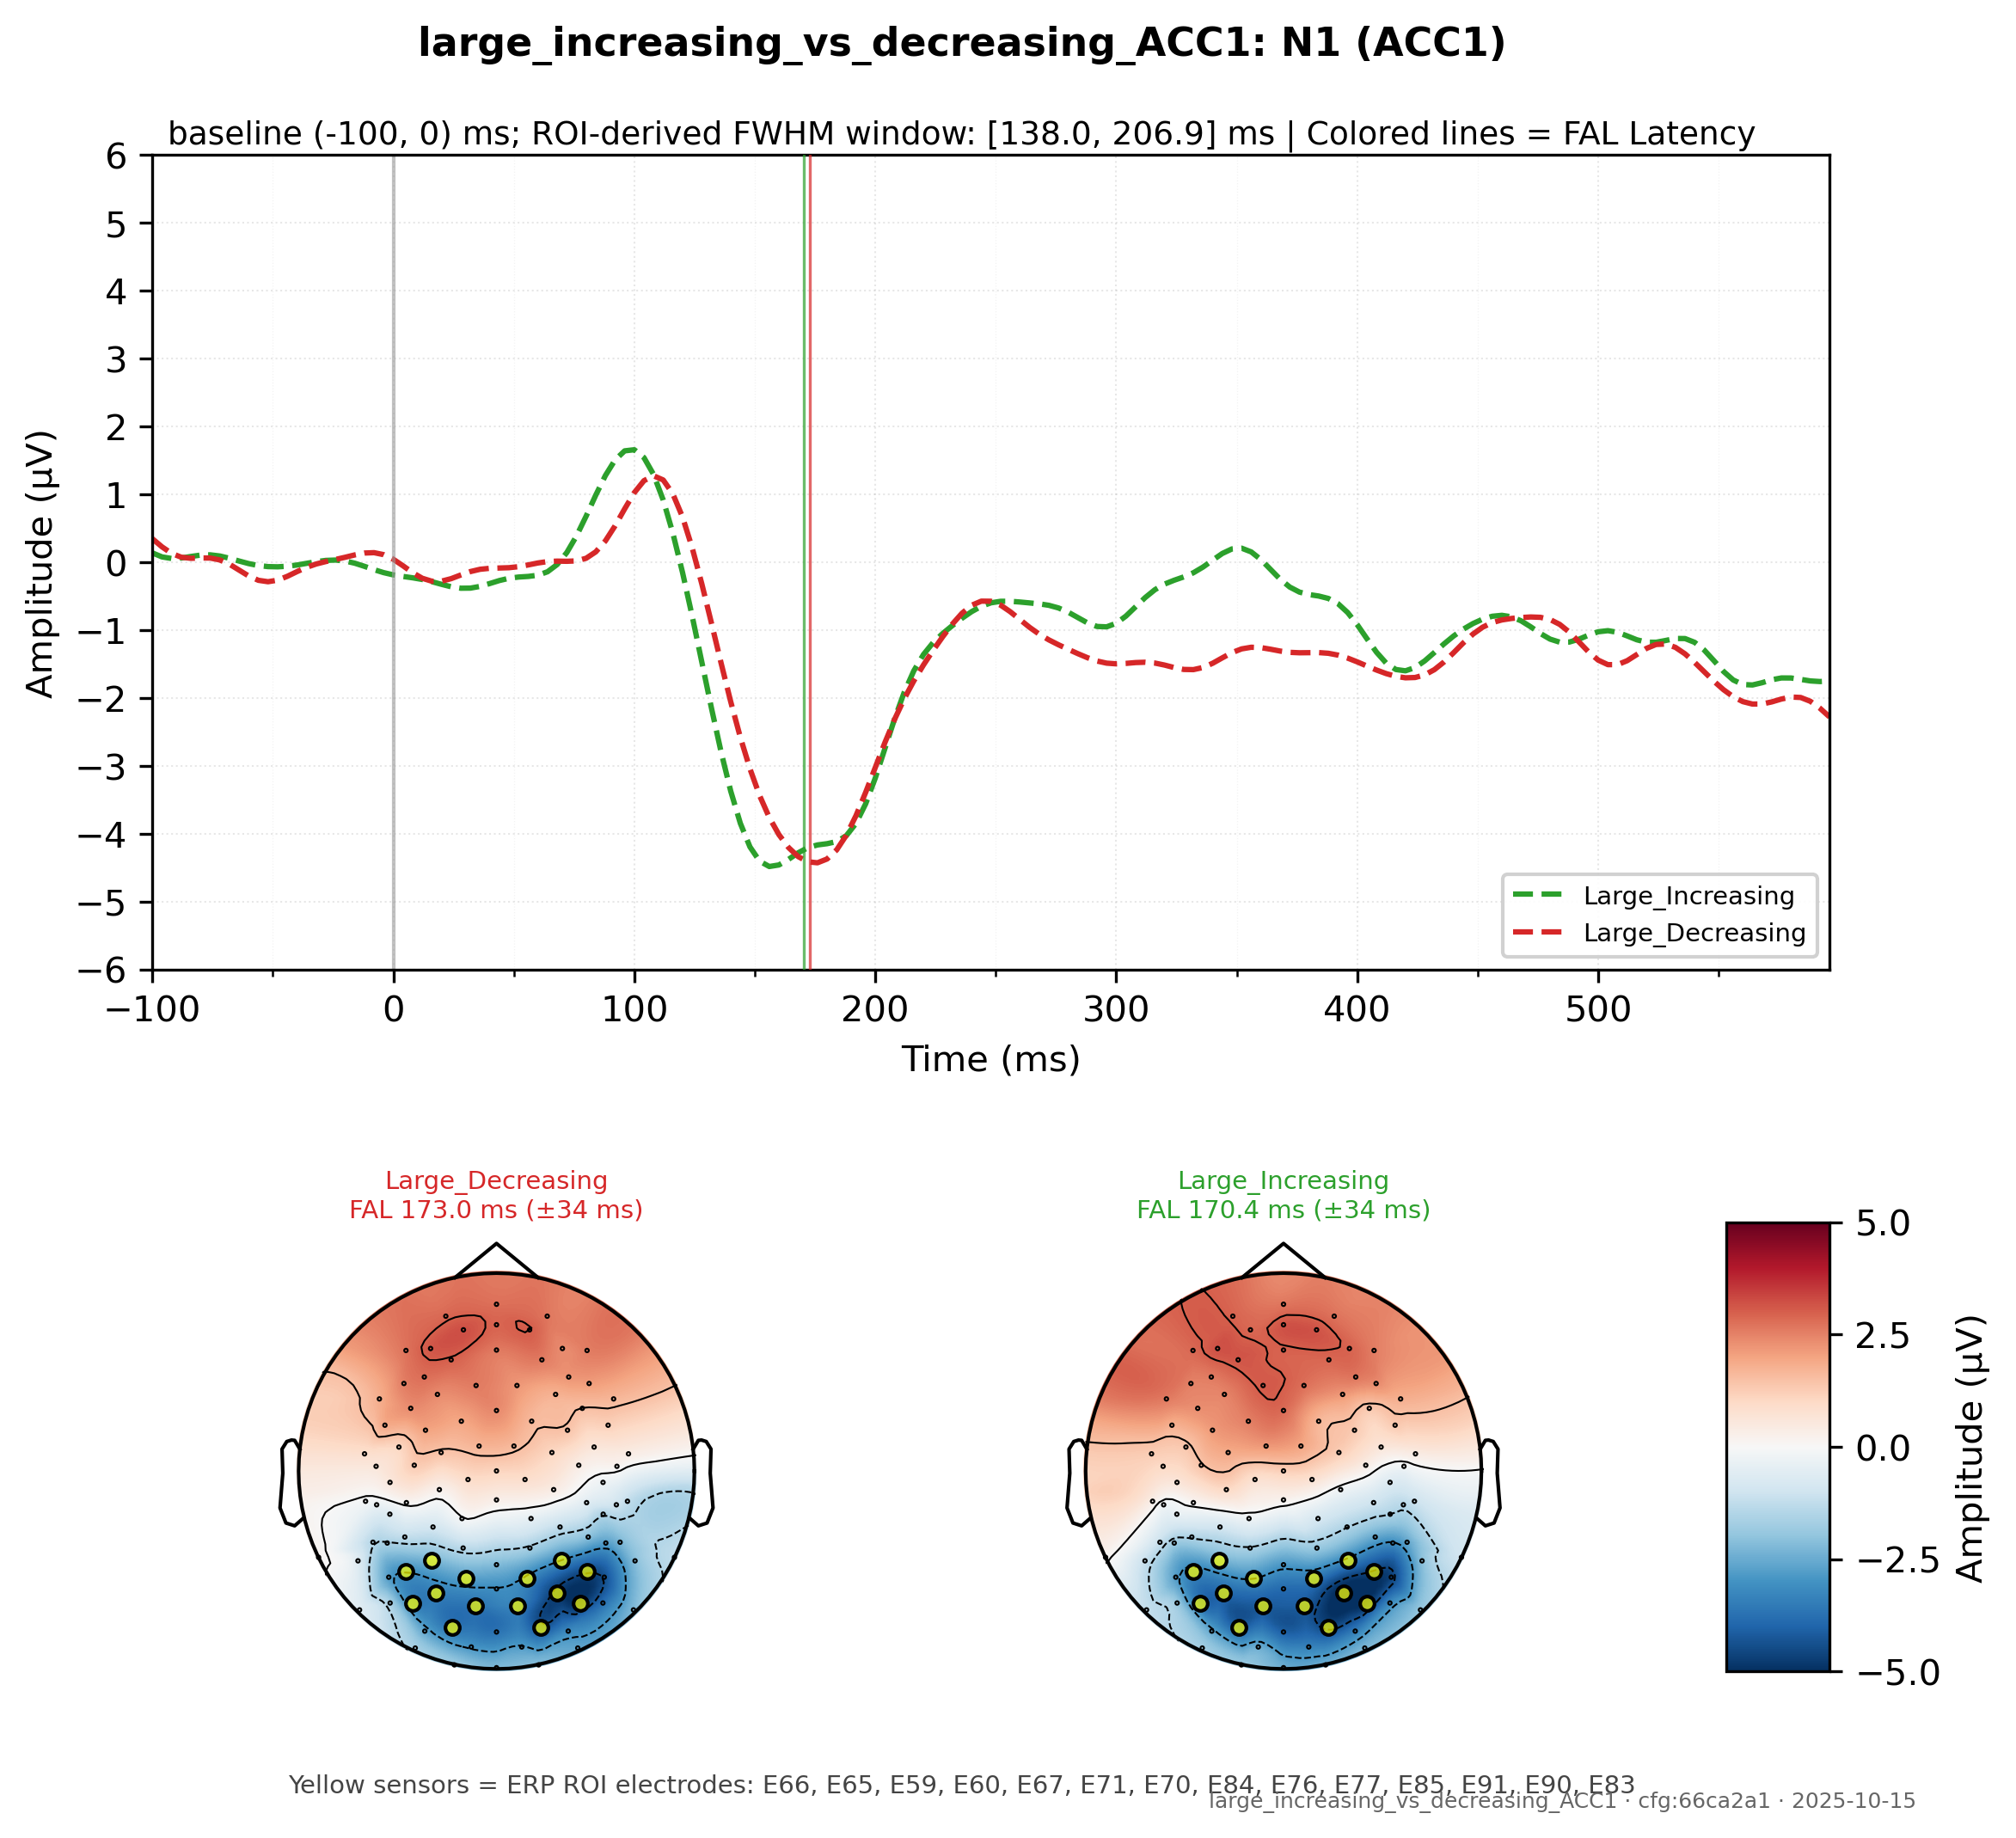 large_increasing_vs_decreasing_ACC1: N1 (ACC1)
baseline (-100, 0) ms; ROI-derived FWHM window: [138.0, 206.9] ms | Colored lines = FAL Latency
6
5
4
3
2
1
0
−1
−2
−3
−4
−5
−6
Amplitude (µV)
Large_Increasing
Large_Decreasing
−100 0 100 200 300 400 500
Time (ms)
Large_Decreasing
FAL 173.0 ms (±34 ms)
Large_Increasing
FAL 170.4 ms (±34 ms)
5.0
2.5
0.0
−2.5
−5.0
Amplitude (µV)
Yellow sensors = ERP ROI electrodes: E66, E65, E59, E60, E67, E71, E70, E84, E76, E77, E85, E91, E90, E83
large_increasing_vs_decreasing_ACC1 · cfg:66ca2a1 · 2025-10-15